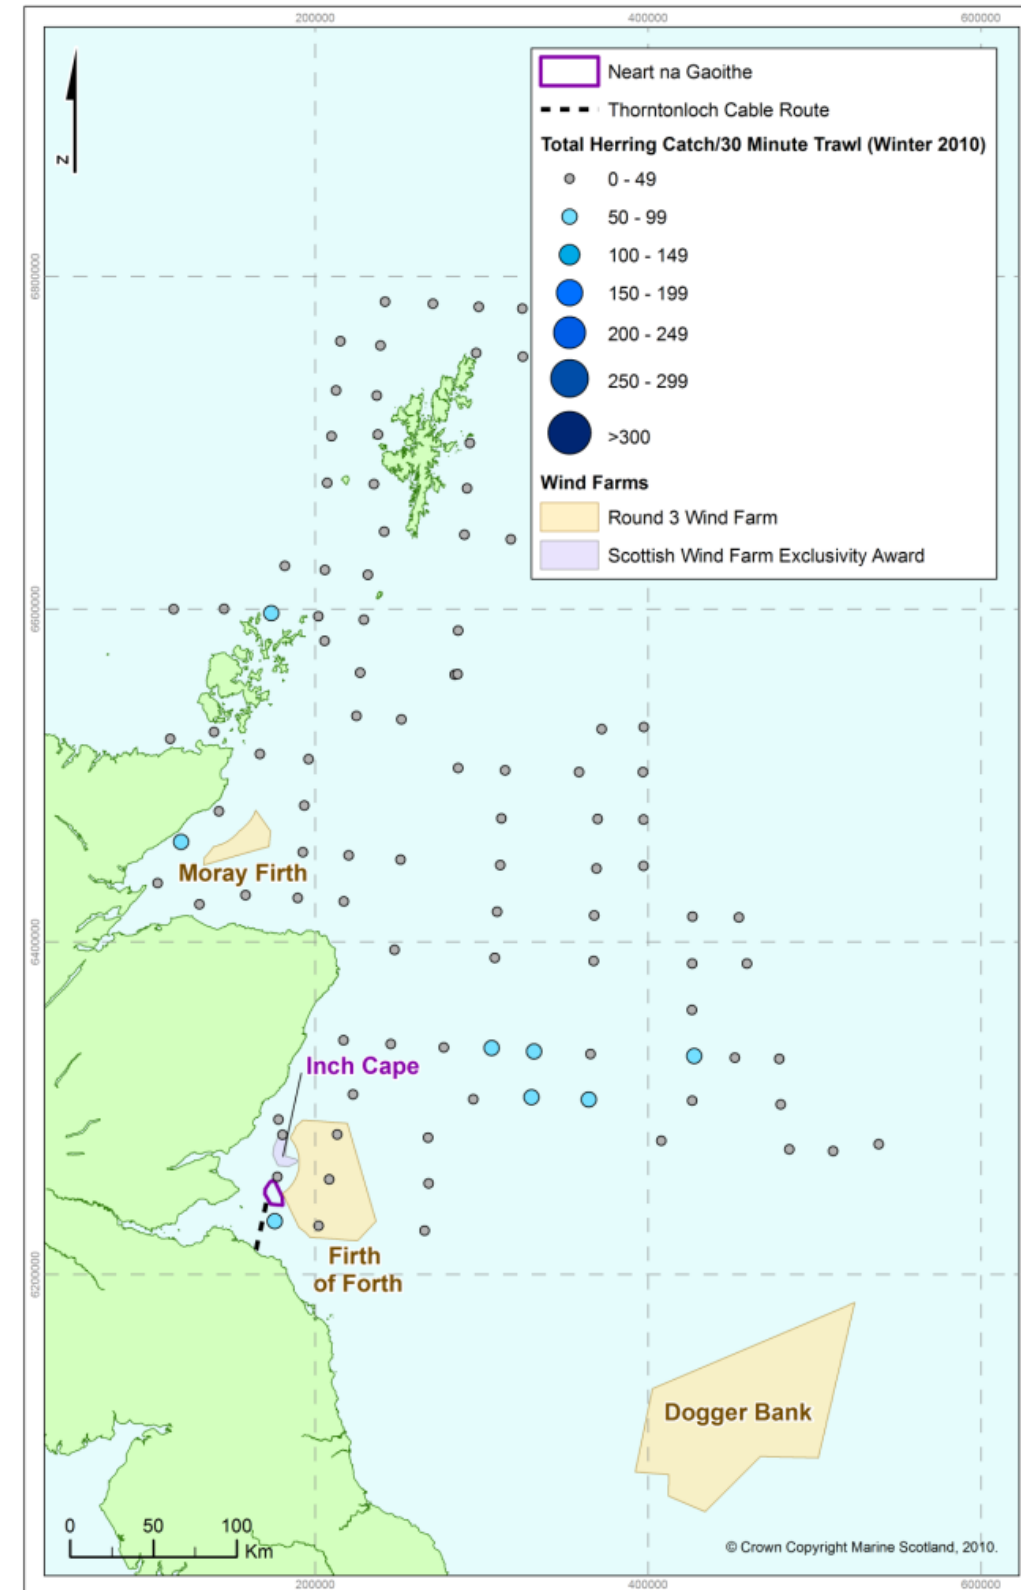 200000 400000 600000
Neart na Gaoithe
Thorntonloch Cable Route
Total Herring Catch/30 Minute Trawl (Winter 2010)
0 - 49
50 - 99
100 - 149
150 - 199
200 - 249
250 - 299
>300
Wind Farms
Round 3 Wind Farm
Scottish Wind Farm Exclusivity Award
N
6800000
6600000
Moray Firth
6400000
Inch Cape
Firth
of Forth
6200000
Dogger Bank
0 50 100
Km
© Crown Copyright Marine Scotland, 2010.
200000 400000 600000